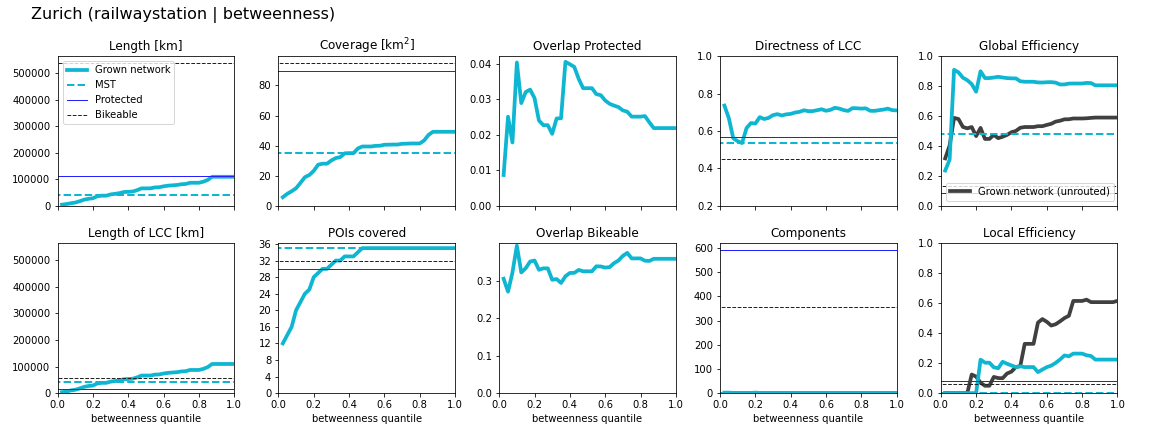 Zurich (railwaystation | betweenness)
Length [km]
Coverage [km²]
Overlap Protected
Directness of LCC
Global Efficiency
500000
400000
300000
200000
100000
0
Grown network
MST
Protected
Bikeable
80
60
40
20
0
0.04
0.03
0.02
0.01
0.00
1.0
0.8
0.6
0.4
0.2
1.0
0.8
0.6
0.4
0.2
0.0
Grown network (unrouted)
Length of LCC [km]
POIs covered
Overlap Bikeable
Components
Local Efficiency
500000
400000
300000
200000
100000
0
36
32
28
24
20
16
12
8
4
0
0.3
0.2
0.1
0.0
600
500
400
300
200
100
0
1.0
0.8
0.6
0.4
0.2
0.0
0.0 0.2 0.4 0.6 0.8 1.0
0.0 0.2 0.4 0.6 0.8 1.0
0.0 0.2 0.4 0.6 0.8 1.0
0.0 0.2 0.4 0.6 0.8 1.0
0.0 0.2 0.4 0.6 0.8 1.0
betweenness quantile
betweenness quantile
betweenness quantile
betweenness quantile
betweenness quantile